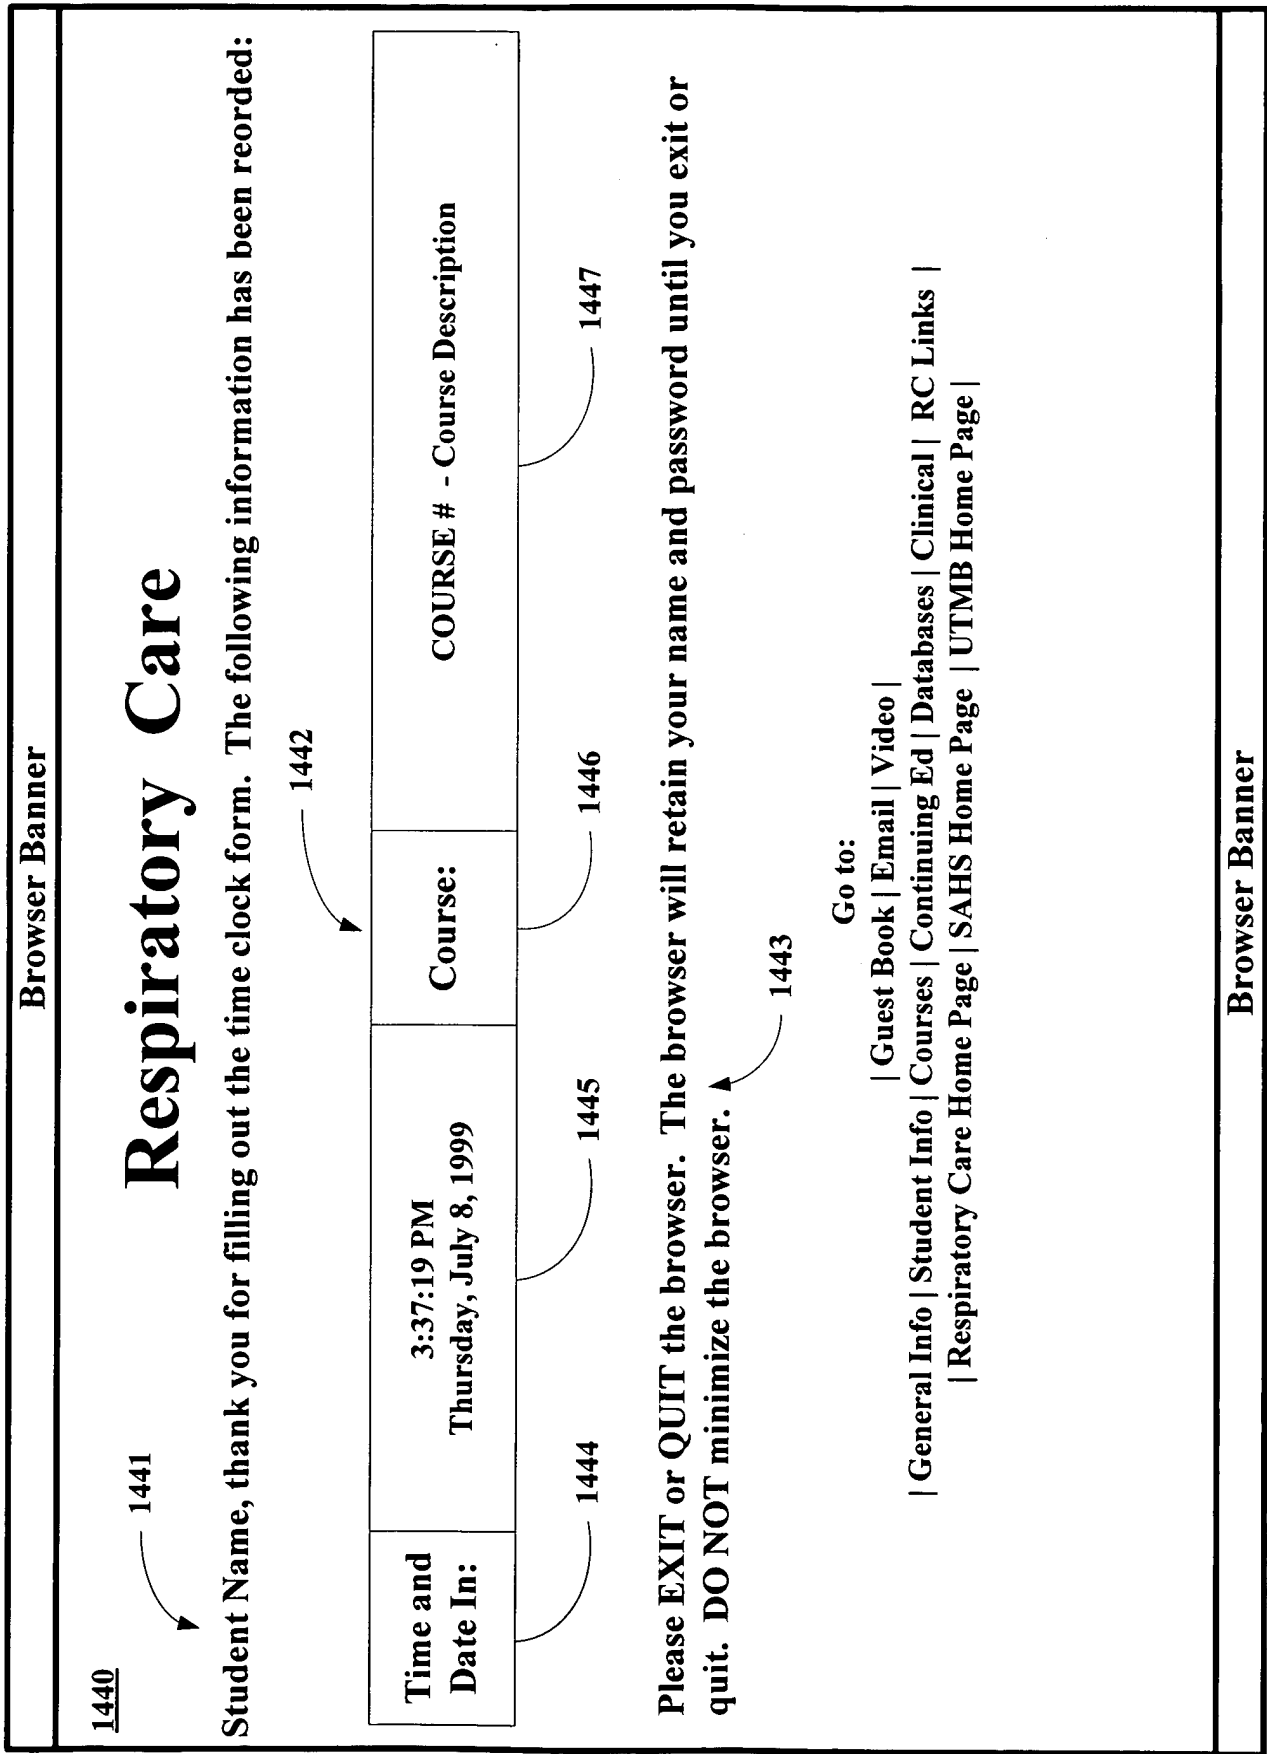 Browser Banner
1440
1441
Respiratory Care
Student Name, thank you for filling out the time clock form. The following information has been reorded:
1442
Time and
Date In:
3:37:19 PM
Thursday, July 8, 1999
Course:
COURSE # - Course Description
1444
1445
1446
1447
Please EXIT or QUIT the browser. The browser will retain your name and password until you exit or
quit. DO NOT minimize the browser.
1443
Go to:
| Guest Book | Email | Video |
| General Info | Student Info | Courses | Continuing Ed | Databases | Clinical | RC Links |
| Respiratory Care Home Page | SAHS Home Page | UTMB Home Page |
Browser Banner